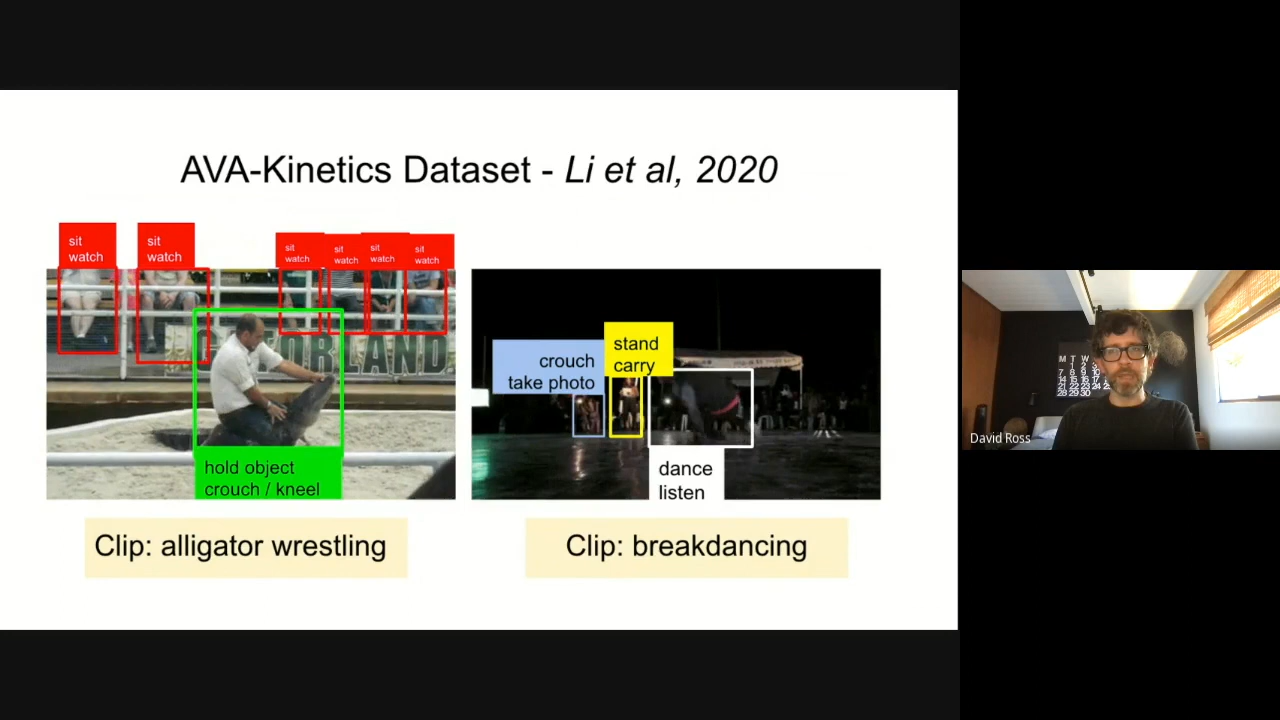 AVA-Kinetics Dataset - Li et al, 2020
sit
watch
sit
watch
sit
watch
sit
watch
sit
watch
sit
watch
hold object
crouch / kneel
crouch
take photo
stand
carry
dance
listen
Clip: alligator wrestling
Clip: breakdancing
David Ross